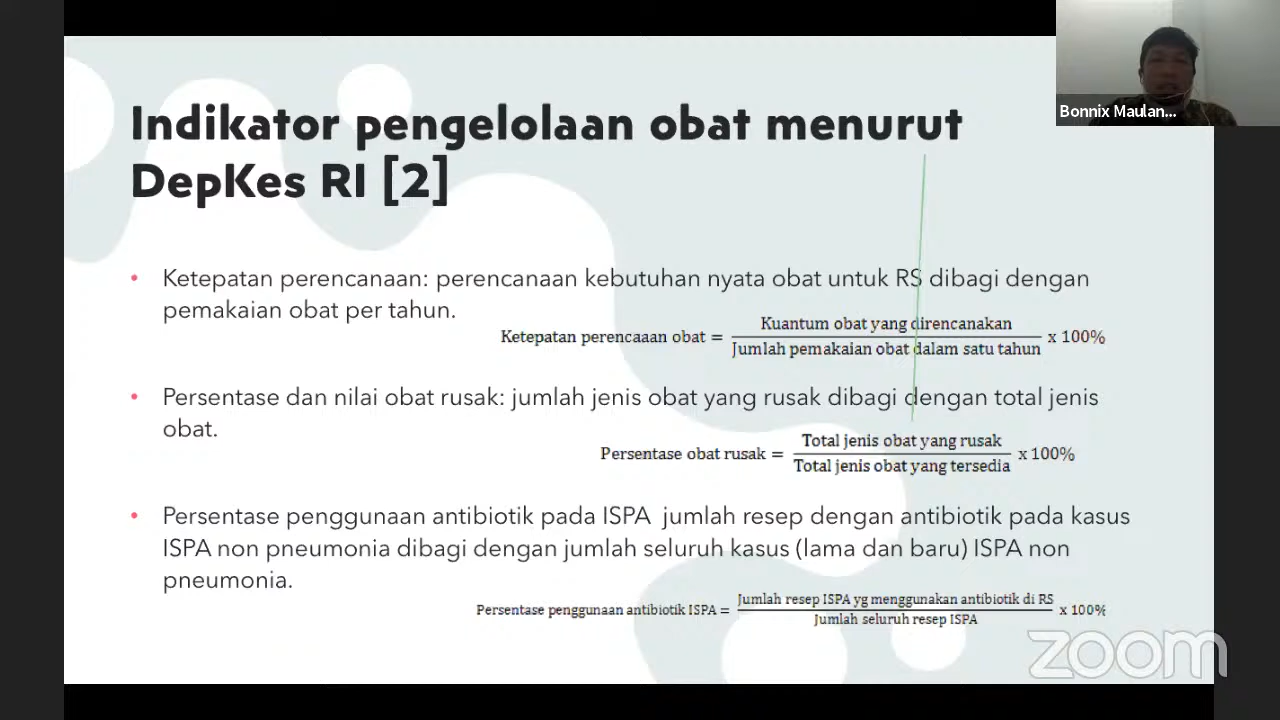 Indikator pengelolaan obat menurut
DepKes RI [2]
Bonnix Maulan...
• Ketepatan perencanaan: perencanaan kebutuhan nyata obat untuk RS dibagi dengan
pemakaian obat per tahun.
Ketepatan perencaaan obat = Kuantum obat yang direncanakan
Jumlah pemakaian obat dalam satu tahun x 100%
• Persentase dan nilai obat rusak: jumlah jenis obat yang rusak dibagi dengan total jenis
obat.
Persentase obat rusak = Total jenis obat yang rusak
Total jenis obat yang tersedia x 100%
• Persentase penggunaan antibiotik pada ISPA jumlah resep dengan antibiotik pada kasus
ISPA non pneumonia dibagi dengan jumlah seluruh kasus (lama dan baru) ISPA non
pneumonia.
Persentase penggunaan antibiotik ISPA = Jumlah resep ISPA yg menggunakan antibiotik di RS
Jumlah seluruh resep ISPA x 100%
zoom